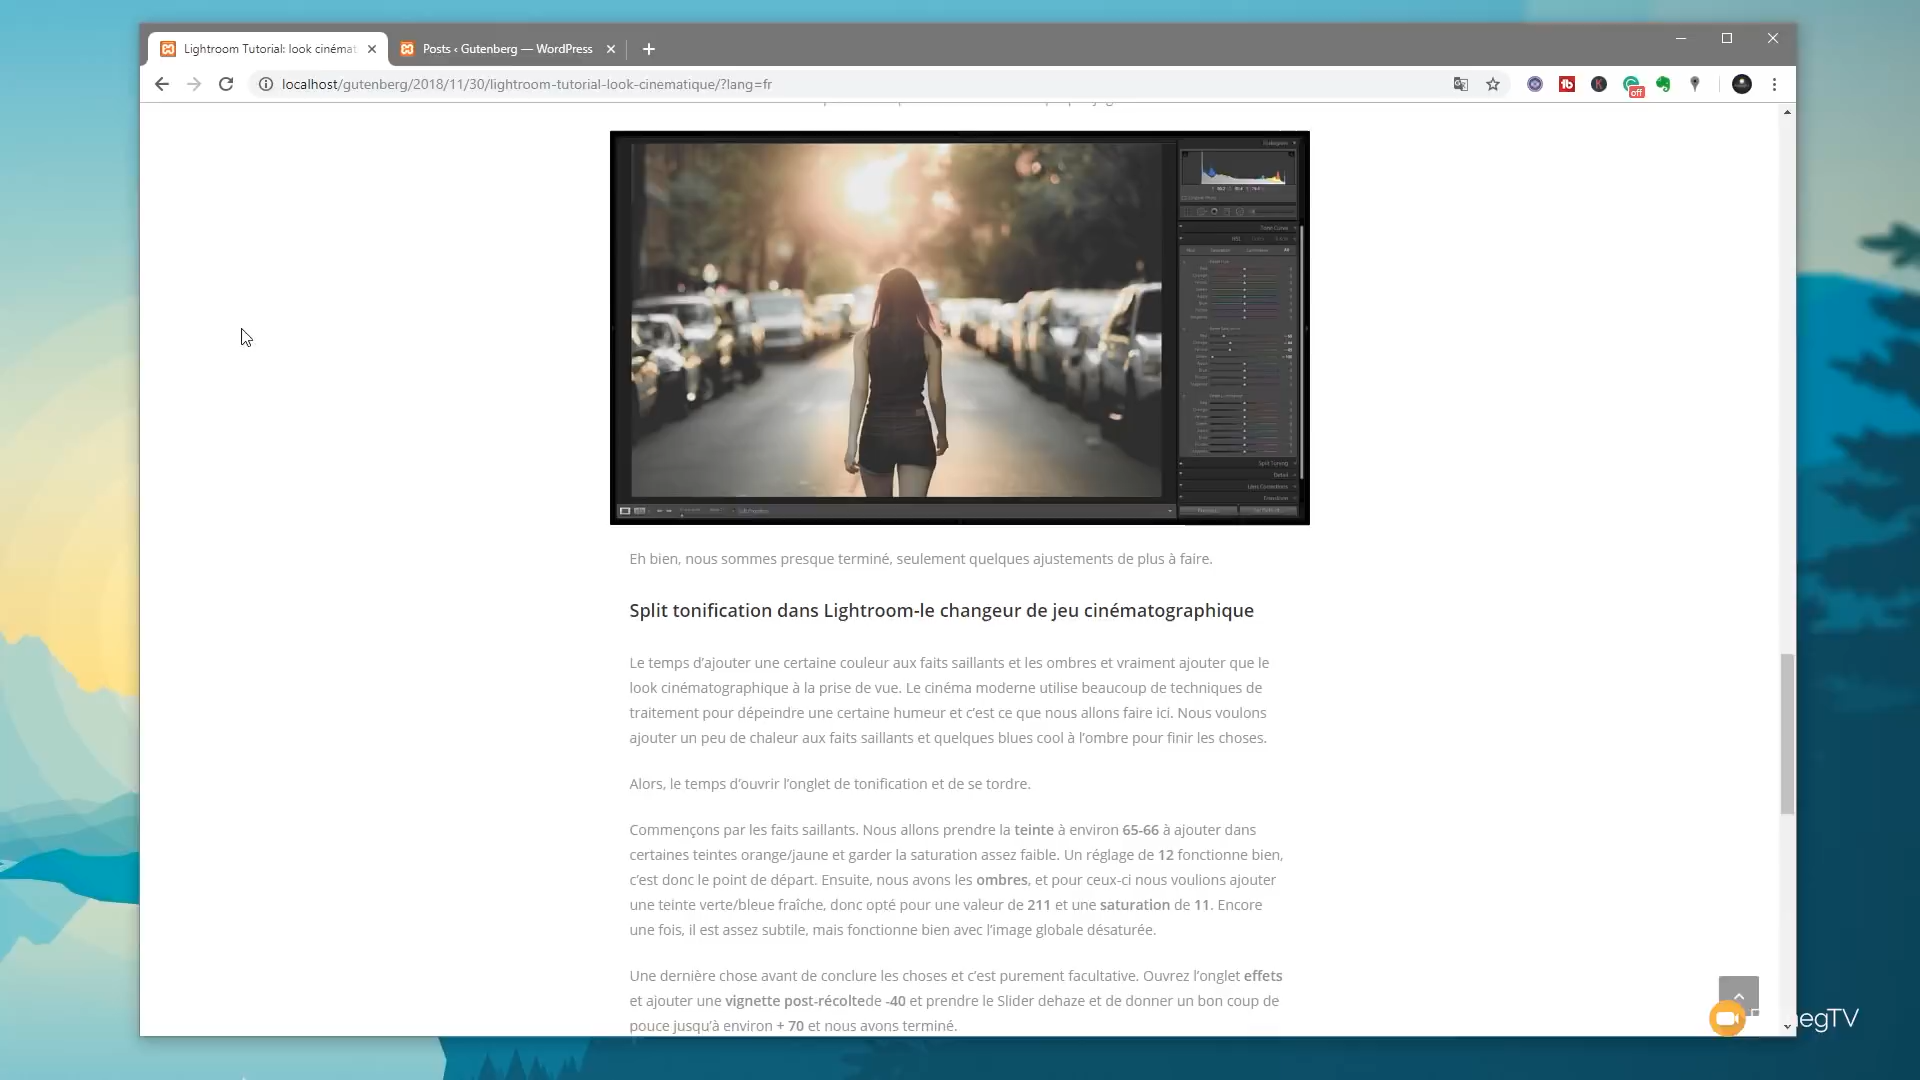 Lightroom Tutorial: look cinémat
Posts ‹ Gutenberg — WordPress
localhost/gutenberg/2018/11/30/lightroom-tutorial-look-cinematique/?lang=fr
off
Histogram
Tone Curve
Split Toning
Detail
Lens Corrections
Transform
Eh bien, nous sommes presque terminé, seulement quelques ajustements de plus à faire.
Split tonification dans Lightroom-le changeur de jeu cinématographique
Le temps d’ajouter une certaine couleur aux faits saillants et les ombres et vraiment ajouter que le
look cinématographique à la prise de vue. Le cinéma moderne utilise beaucoup de techniques de
traitement pour dépeindre une certaine humeur et c’est ce que nous allons faire ici. Nous voulons
ajouter un peu de chaleur aux faits saillants et quelques blues cool à l’ombre pour finir les choses.
Alors, le temps d’ouvrir l’onglet de tonification et de se tordre.
Commençons par les faits saillants. Nous allons prendre la teinte à environ 65-66 à ajouter dans
certaines teintes orange/jaune et garder la saturation assez faible. Un réglage de 12 fonctionne bien,
c’est donc le point de départ. Ensuite, nous avons les ombres, et pour ceux-ci nous voulions ajouter
une teinte verte/bleue fraîche, donc opté pour une valeur de 211 et une saturation de 11. Encore
une fois, il est assez subtile, mais fonctionne bien avec l’image globale désaturée.
Une dernière chose avant de conclure les choses et c’est purement facultative. Ouvrez l’onglet effets
et ajouter une vignette post-récoltede -40 et prendre le Slider dehaze et de donner un bon coup de
pouce jusqu’à environ + 70 et nous avons terminé.
negTV